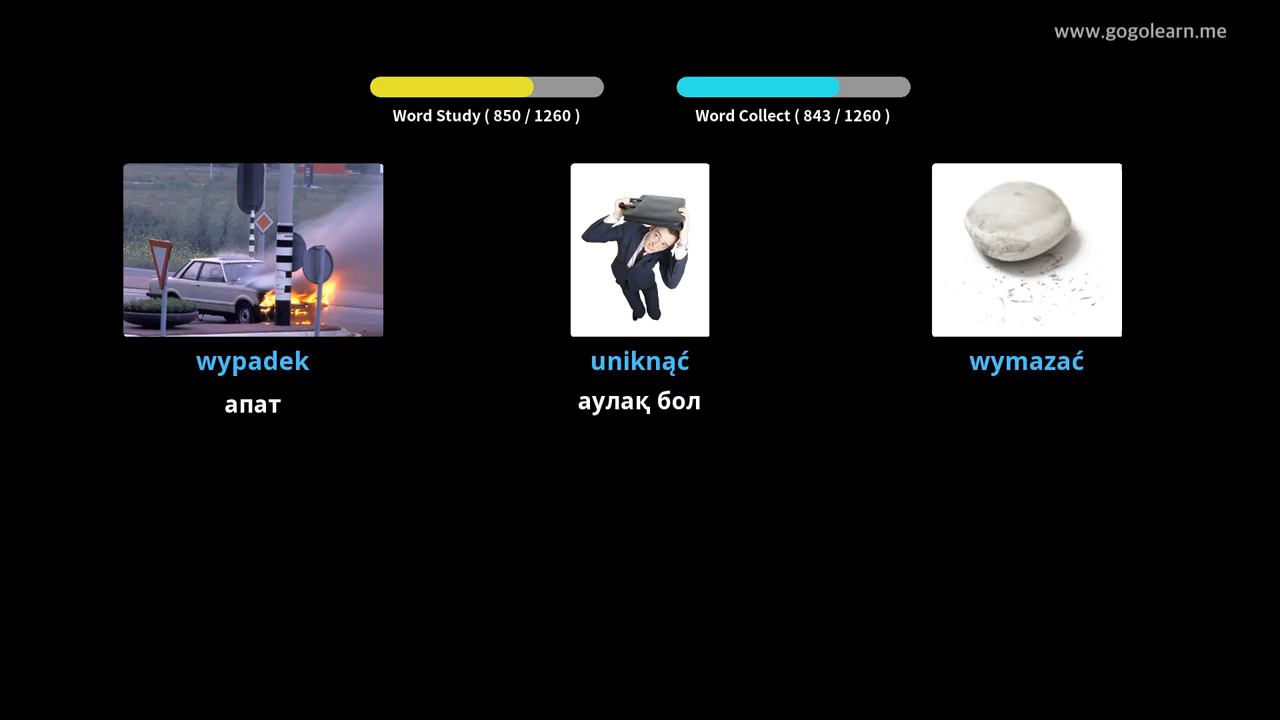 www.gogolearn.me
Word Study ( 850 / 1260 )
Word Collect ( 843 / 1260 )
wypadek
апат
uniknąć
аулақ бол
wymazać